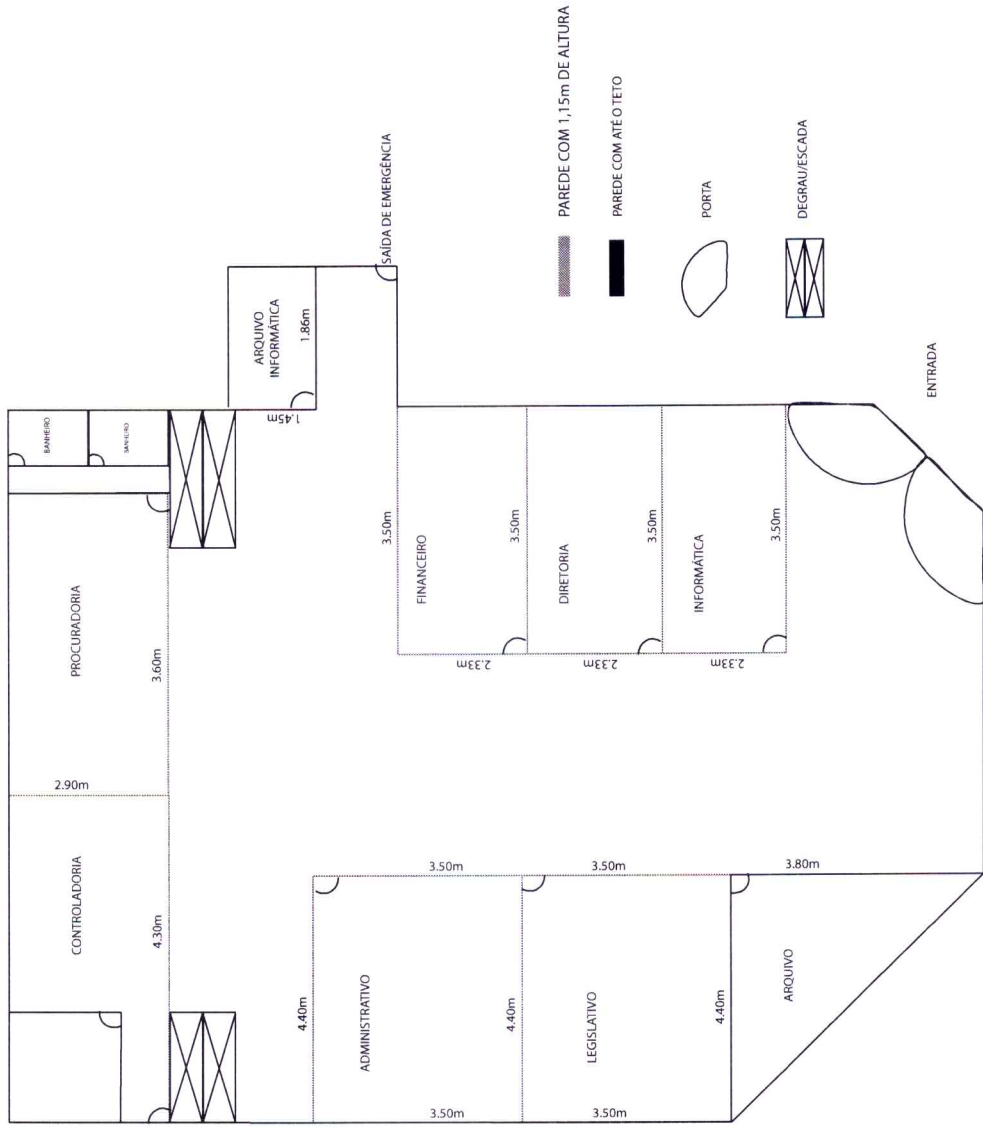 BANHEIRO
BANHEIRO
PROCURADORIA
3.60m
2.90m
CONTROLADORIA
4.30m
ARQUIVO
INFORMÁTICA
1.86m
1.45m
SAÍDA DE EMERGÊNCIA
3.50m
FINANCEIRO
2.33m
3.50m
DIRETORIA
2.33m
3.50m
INFORMÁTICA
2.33m
3.50m
4.40m
ADMINISTRATIVO
3.50m
3.50m
4.40m
LEGISLATIVO
3.50m
3.50m
4.40m
ARQUIVO
3.80m
ENTRADA
PAREDE COM 1,15m DE ALTURA
PAREDE COM ATÉ O TETO
PORTA
DEGRAU/ESCADA